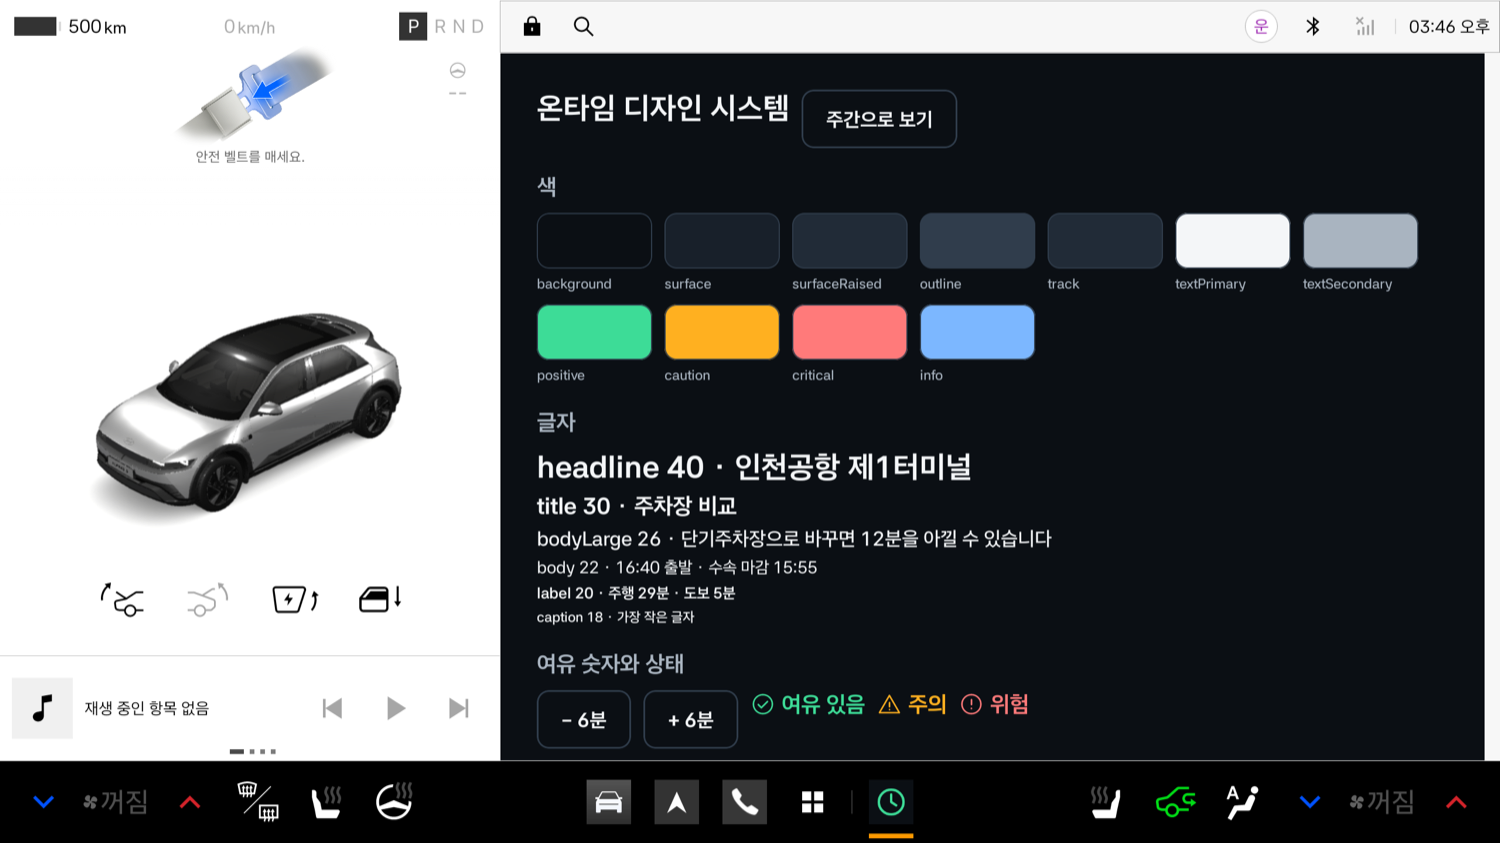 500 km
0 km/h
P R N D
운
03:46 오후
안전 벨트를 매세요.
재생 중인 항목 없음
온타임 디자인 시스템
주간으로 보기
색
background
surface
surfaceRaised
outline
track
textPrimary
textSecondary
positive
caution
critical
info
글자
headline 40 · 인천공항 제1터미널
title 30 · 주차장 비교
bodyLarge 26 · 단기주차장으로 바꾸면 12분을 아낄 수 있습니다
body 22 · 16:40 출발 · 수속 마감 15:55
label 20 · 주행 29분 · 도보 5분
caption 18 · 가장 작은 글자
여유 숫자와 상태
− 6분
+ 6분
여유 있음
주의
위험
꺼짐
A
꺼짐